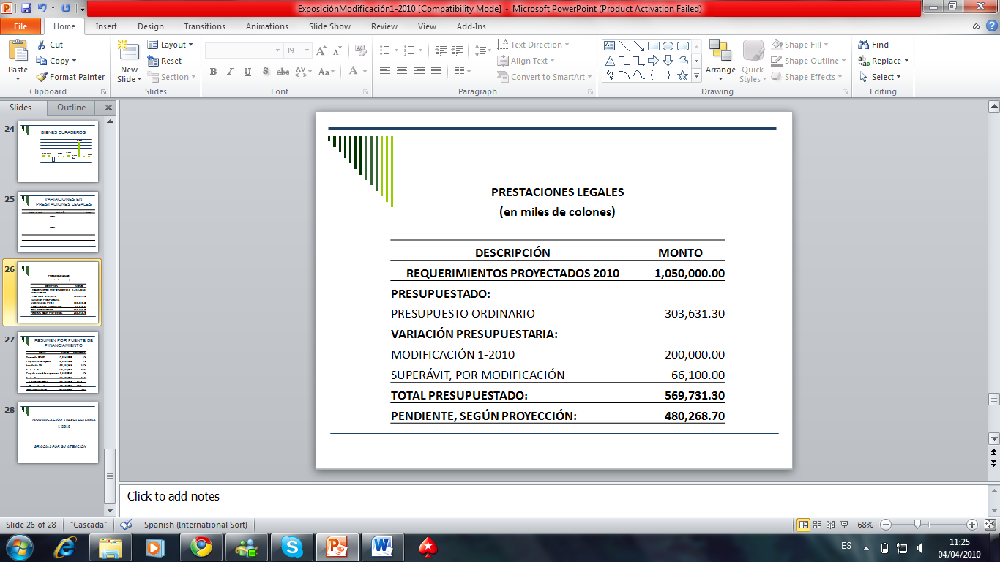 ExposiciónModificación1-2010 [Compatibility Mode] - Microsoft PowerPoint (Product Activation Failed)
File Home Insert Design Transitions Animations Slide Show Review View Add-Ins
Paste
Cut
Copy
Format Painter
Clipboard
New Slide
Layout
Reset
Section
Slides
39
B I U S abc AV Aa A
Font
Text Direction
Align Text
Convert to SmartArt
Paragraph
Arrange
Quick Styles
Shape Fill
Shape Outline
Shape Effects
Drawing
Find
Replace
Select
Editing
Slides Outline
24
BIENES DURADEROS
25
VARIACIONES EN
PRESTACIONES LEGALES
26
27
RESUMEN POR FUENTE DE
FINANCIAMIENTO
28
MODIFICACIÓN PRESUPUESTARIA
1-2010
GRACIAS POR SU ATENCIÓN
PRESTACIONES LEGALES
(en miles de colones)
DESCRIPCIÓN MONTO
REQUERIMIENTOS PROYECTADOS 2010 1,050,000.00
PRESUPUESTADO:
PRESUPUESTO ORDINARIO 303,631.30
VARIACIÓN PRESUPUESTARIA:
MODIFICACIÓN 1-2010 200,000.00
SUPERÁVIT, POR MODIFICACIÓN 66,100.00
TOTAL PRESUPUESTADO: 569,731.30
PENDIENTE, SEGÚN PROYECCIÓN: 480,268.70
Click to add notes
Slide 26 of 28 "Cascada" Spanish (International Sort) 68%
ES 11:25
04/04/2010